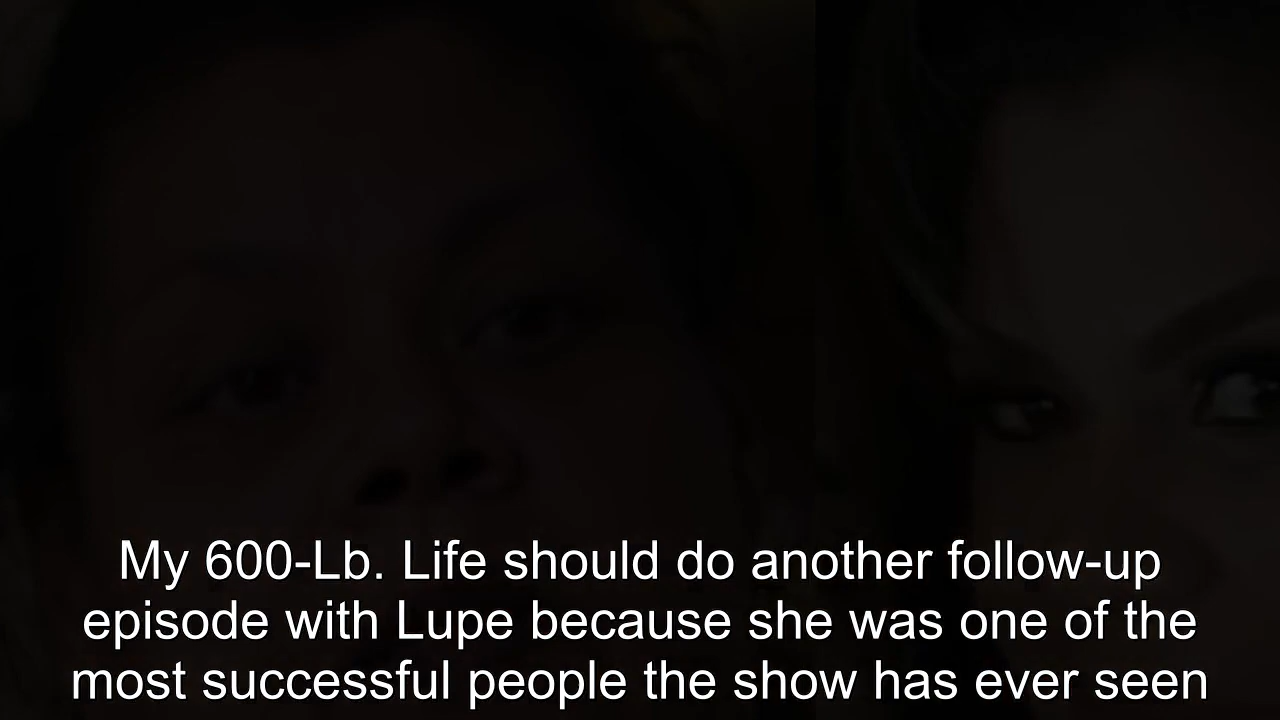 My 600-Lb. Life should do another follow-up
episode with Lupe because she was one of the
most successful people the show has ever seen